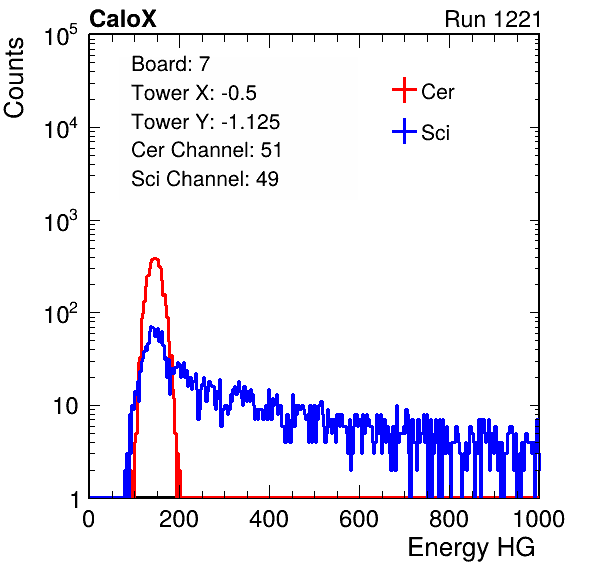 CaloX Run 1221
Counts
Board: 7
Tower X: -0.5
Tower Y: -1.125
Cer Channel: 51
Sci Channel: 49
Cer
Sci
10^5
10^4
10^3
10^2
10
1
0 200 400 600 800 1000
Energy HG